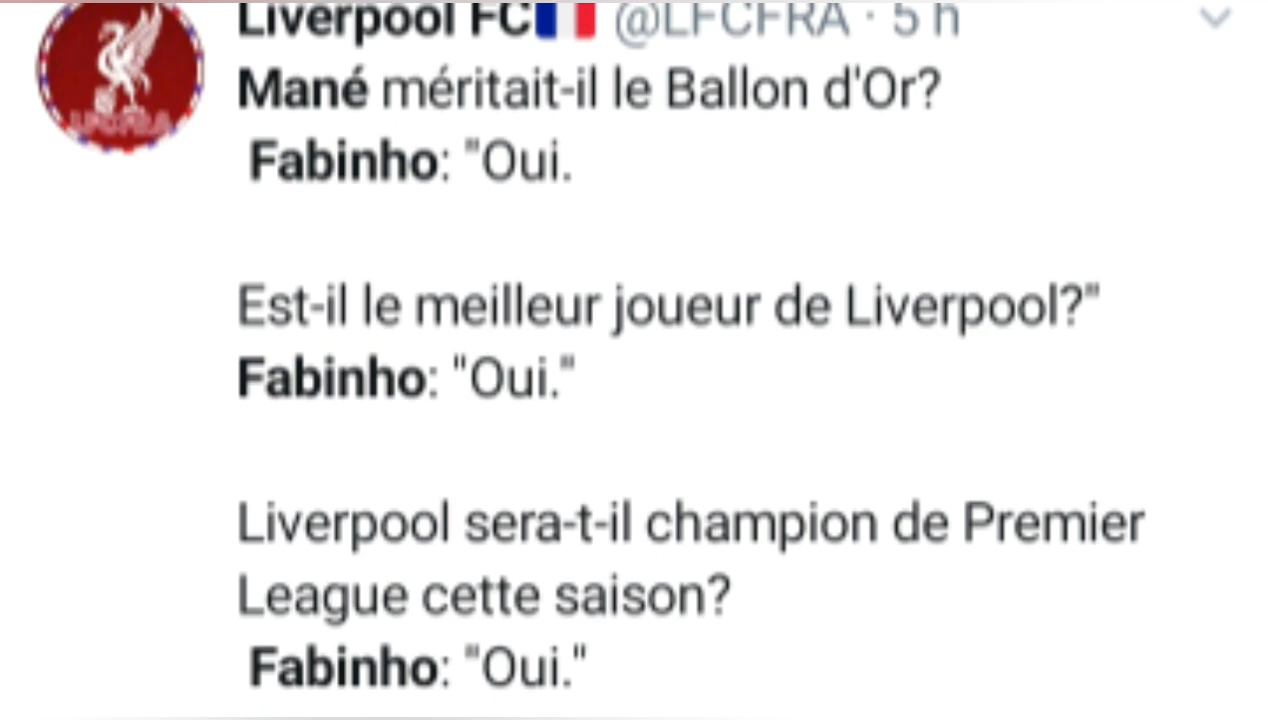 Liverpool FC🇫🇷 @LFCFRA · 5 h
Mané méritait-il le Ballon d'Or?
Fabinho: "Oui.
Est-il le meilleur joueur de Liverpool?"
Fabinho: "Oui."
Liverpool sera-t-il champion de Premier
League cette saison?
Fabinho: "Oui."
LFCFRA